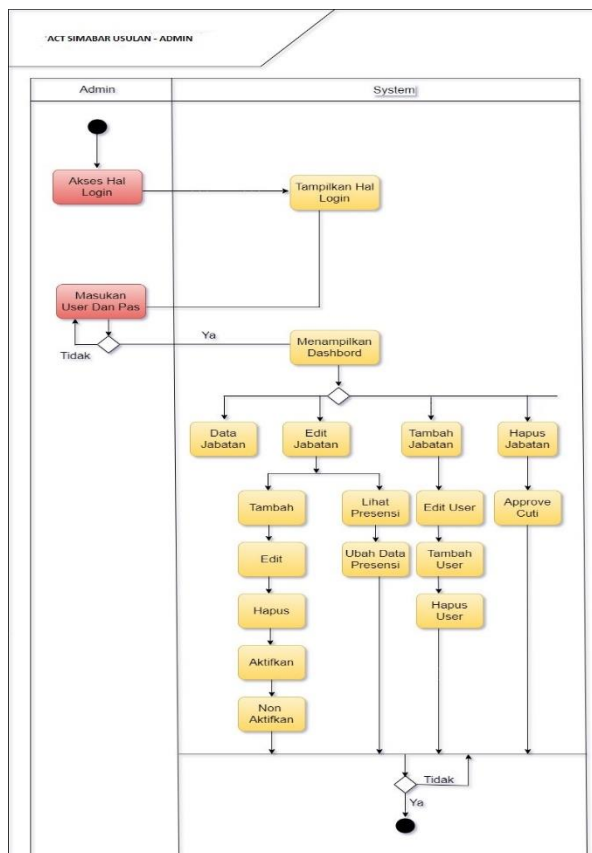 ACT SIMABAR USULAN - ADMIN
Admin
System
Akses Hal
Login
Tampilkan Hal
Login
Masukan
User Dan Pas
Tidak
Ya
Menampilkan
Dashbord
Data
Jabatan
Edit
Jabatan
Tambah
Jabatan
Hapus
Jabatan
Tambah
Lihat
Presensi
Edit User
Approve
Cuti
Edit
Ubah Data
Presensi
Tambah
User
Hapus
Hapus
User
Aktifkan
Non
Aktifkan
Tidak
Ya